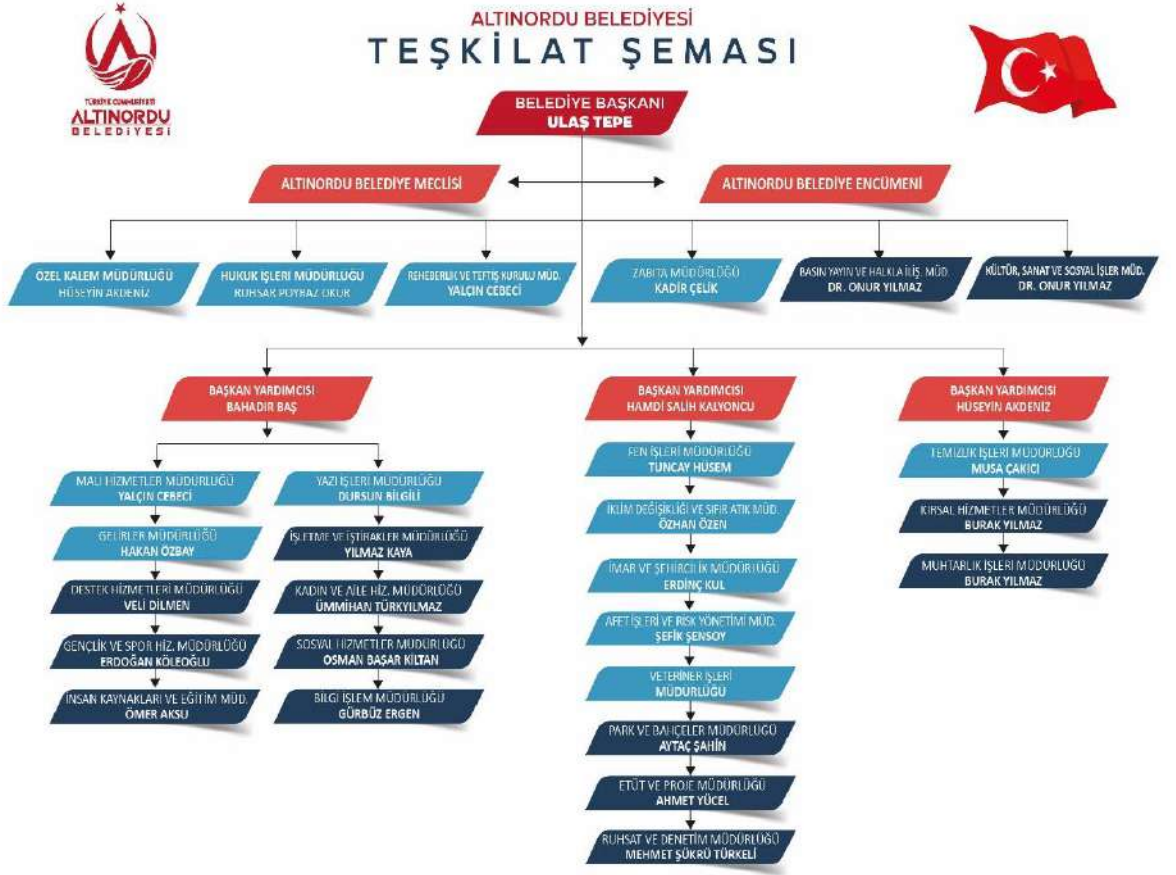 TÜRKİYE CUMHURİYETİ
ALTINORDU
BELEDİYESİ
ALTINORDU BELEDİYESİ
TEŞKİLAT ŞEMASI
BELEDİYE BAŞKANI
ULAŞ TEPE
ALTINORDU BELEDİYE MECLİSİ
ALTINORDU BELEDİYE ENCÜMENİ
ÖZEL KALEM MÜDÜRLÜĞÜ
HÜSEYİN AKDENİZ
HUKUK İŞLERİ MÜDÜRLÜĞÜ
RUHSAR POYRAZ OKUR
REHEBERLİK VE TEFTİŞ KURULU MÜD.
YALÇIN CEBECİ
ZABITA MÜDÜRLÜĞÜ
KADİR ÇELİK
BASIN YAYIN VE HALKLA İLİŞ. MÜD.
DR. ONUR YILMAZ
KÜLTÜR, SANAT VE SOSYAL İŞLER MÜD.
DR. ONUR YILMAZ
BAŞKAN YARDIMCISI
BAHADIR BAŞ
MALİ HİZMETLER MÜDÜRLÜĞÜ
YALÇIN CEBECİ
GELİRLER MÜDÜRLÜĞÜ
HAKAN ÖZBAY
DESTEK HİZMETLERİ MÜDÜRLÜĞÜ
VELİ DİLMEN
GENÇLİK VE SPOR HİZ. MÜDÜRLÜĞÜ
ERDOĞAN KÖLEOĞLU
İNSAN KAYNAKLARI VE EĞİTİM MÜD.
ÖMER AKSU
YAZI İŞLERİ MÜDÜRLÜĞÜ
DURSUN BİLGİLİ
İŞLETME VE İŞTİRAKLER MÜDÜRLÜĞÜ
YILMAZ KAYA
KADIN VE AİLE HİZ. MÜDÜRLÜĞÜ
ÜMMİHAN TÜRKYILMAZ
SOSYAL HİZMETLER MÜDÜRLÜĞÜ
OSMAN BAŞAR KILTAN
BİLGİ İŞLEM MÜDÜRLÜĞÜ
GÜRBÜZ ERGEN
BAŞKAN YARDIMCISI
HAMDİ SALİH KALYONCU
FEN İŞLERİ MÜDÜRLÜĞÜ
TUNCAY HÜSEM
İKLİM DEĞİŞİKLİĞİ VE SIFIR ATIK MÜD.
ÖZHAN ÖZEN
İMAR VE ŞEHİRCİLİK MÜDÜRLÜĞÜ
ERDİNÇ KUL
AFET İŞLERİ VE RİSK YÖNETİMİ MÜD.
ŞEFİK ŞENSOY
VETERİNER İŞLERİ
MÜDÜRLÜĞÜ
PARK VE BAHÇELER MÜDÜRLÜĞÜ
AYTAÇ ŞAHİN
ETÜT VE PROJE MÜDÜRLÜĞÜ
AHMET YÜCEL
RUHSAT VE DENETİM MÜDÜRLÜĞÜ
MEHMET ŞÜKRÜ TÜRKELİ
BAŞKAN YARDIMCISI
HÜSEYİN AKDENİZ
TEMİZLİK İŞLERİ MÜDÜRLÜĞÜ
MUSA ÇAKICI
KIRSAL HİZMETLER MÜDÜRLÜĞÜ
BURAK YILMAZ
MUHTARLIK İŞLERİ MÜDÜRLÜĞÜ
BURAK YILMAZ